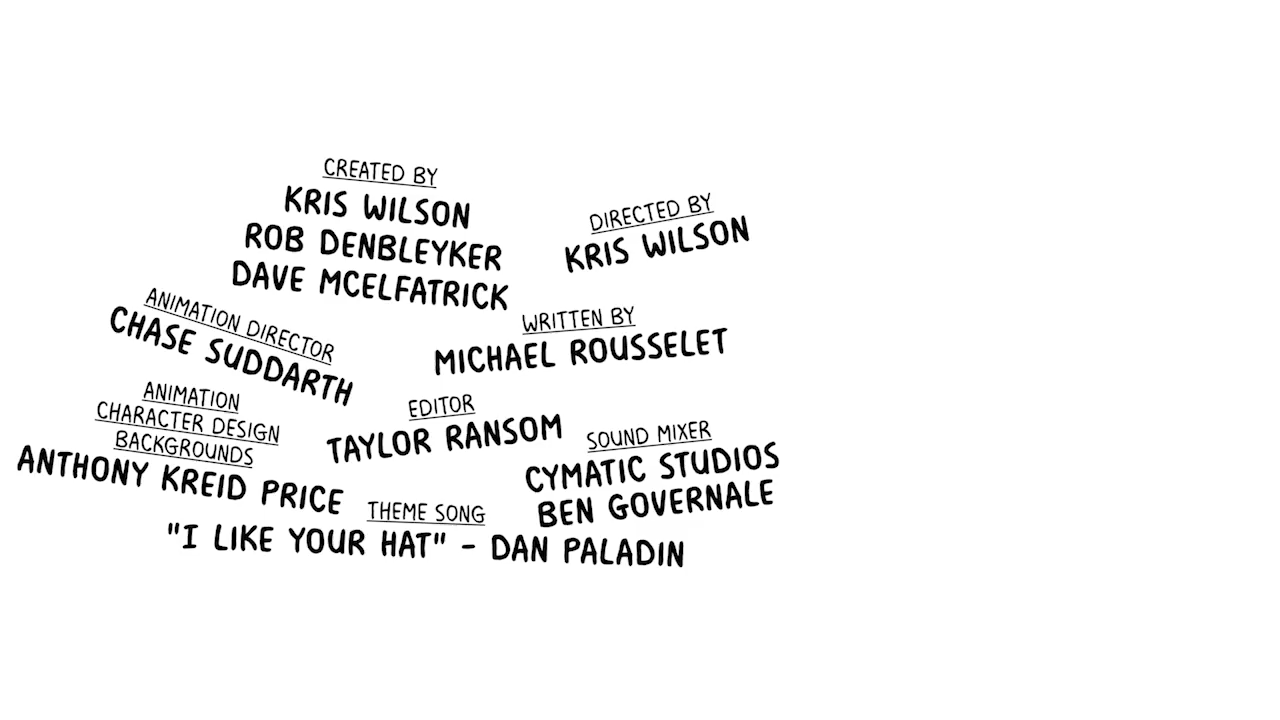 CREATED BY
KRIS WILSON
ROB DENBLEYKER
DAVE MCELFATRICK
DIRECTED BY
KRIS WILSON
ANIMATION DIRECTOR
CHASE SUDDARTH
WRITTEN BY
MICHAEL ROUSSELET
ANIMATION
CHARACTER DESIGN
BACKGROUNDS
ANTHONY KREID PRICE
EDITOR
TAYLOR RANSOM
SOUND MIXER
CYMATIC STUDIOS
BEN GOVERNALE
THEME SONG
"I LIKE YOUR HAT" - DAN PALADIN